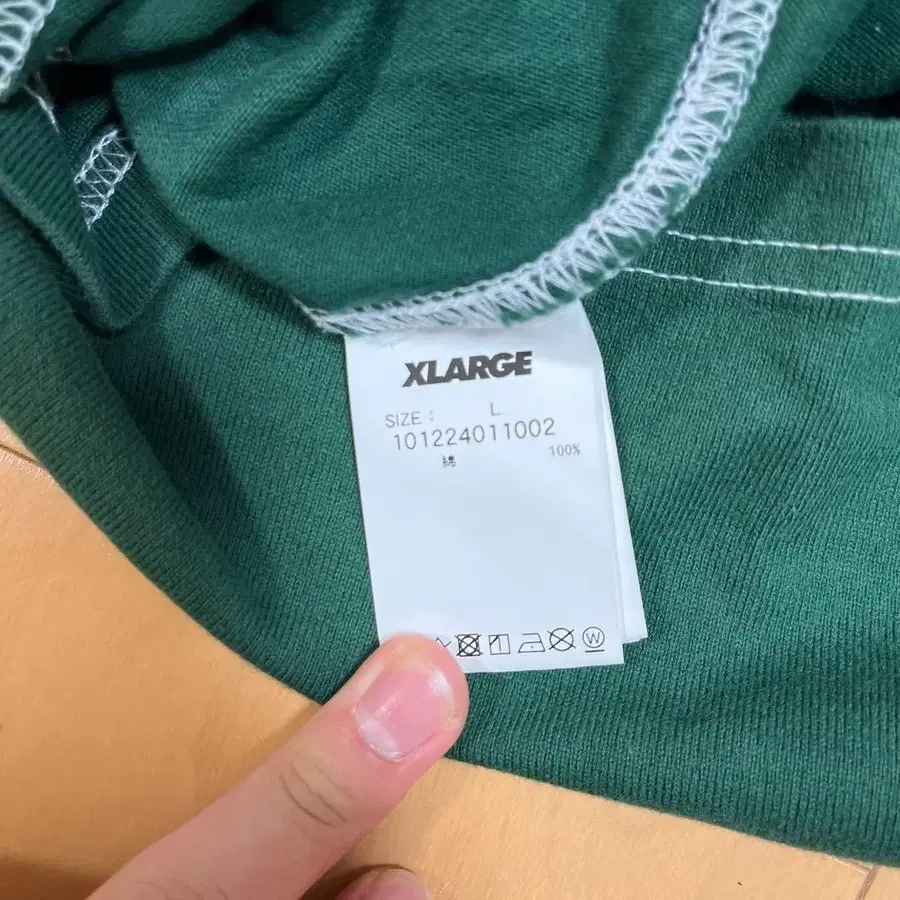 XLARGE
SIZE : L
101224011002
綿 100%
W